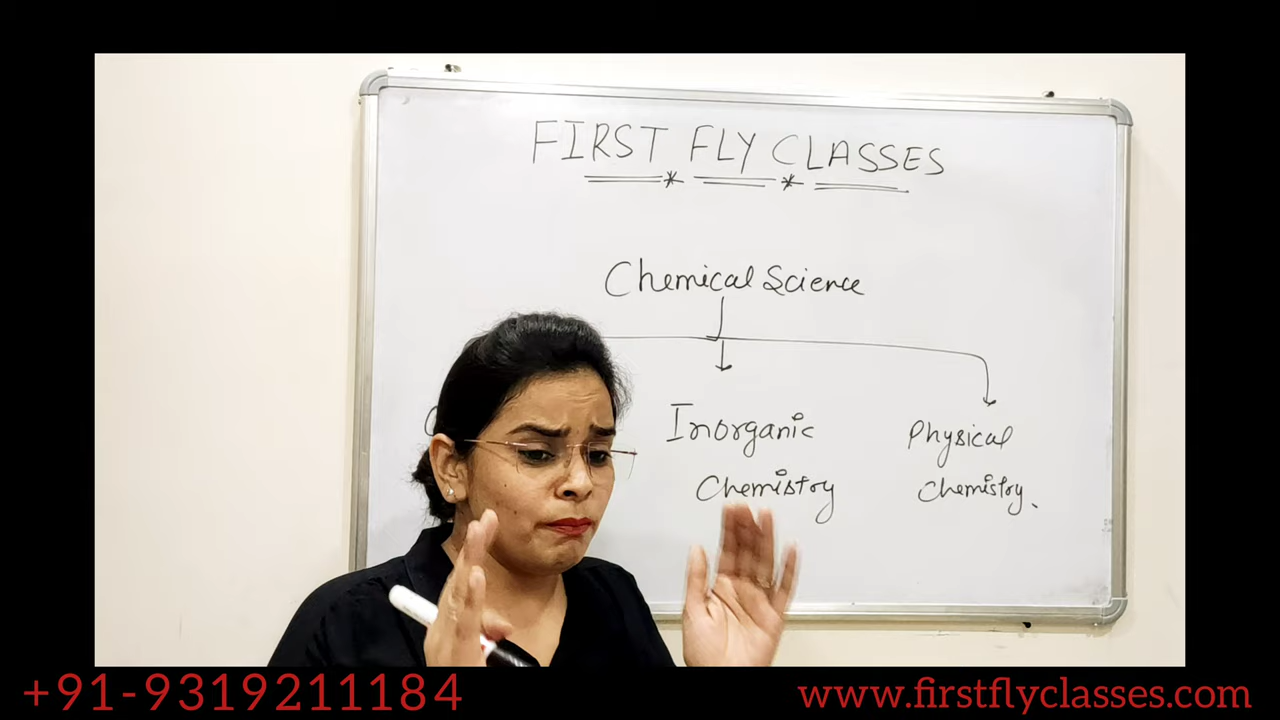 FIRST FLY CLASSES
Chemical Science
Inorganic
Chemistry
Physical
Chemistry.
+91-9319211184
www.firstflyclasses.com